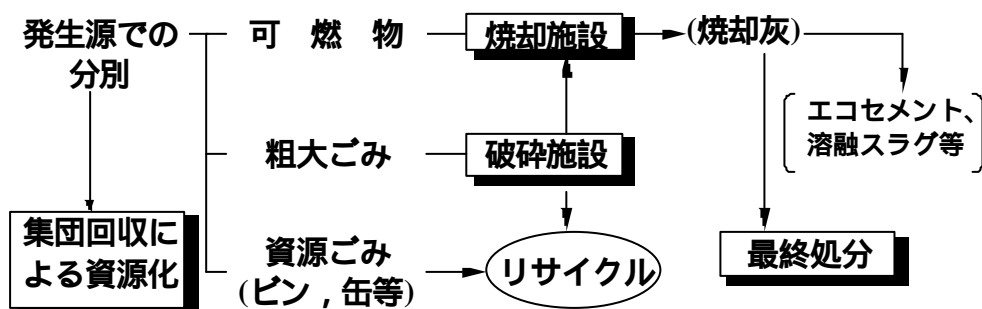 発生源での
分別
可 燃 物
焼却施設
(焼却灰)
エコセメント、
溶融スラグ等
粗大ごみ
破砕施設
集団回収に
よる資源化
資源ごみ
(ビン , 缶等)
リサイクル
最終処分